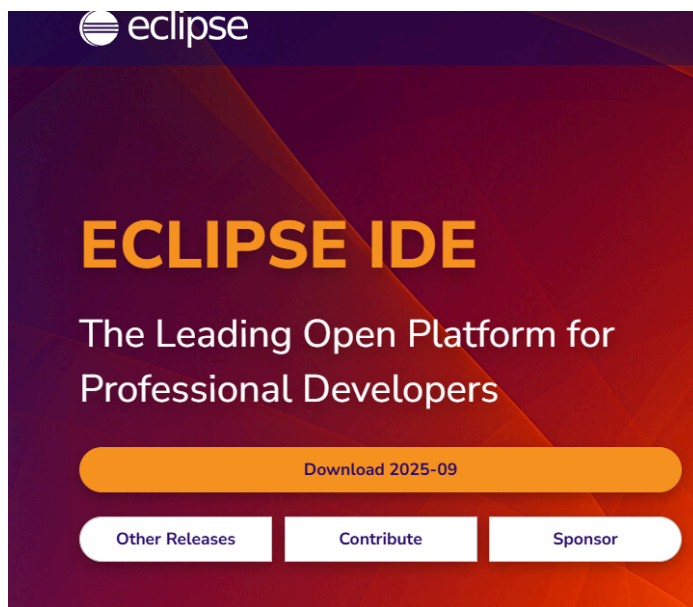 eclipse
ECLIPSE IDE
The Leading Open Platform for
Professional Developers
Download 2025-09
Other Releases
Contribute
Sponsor